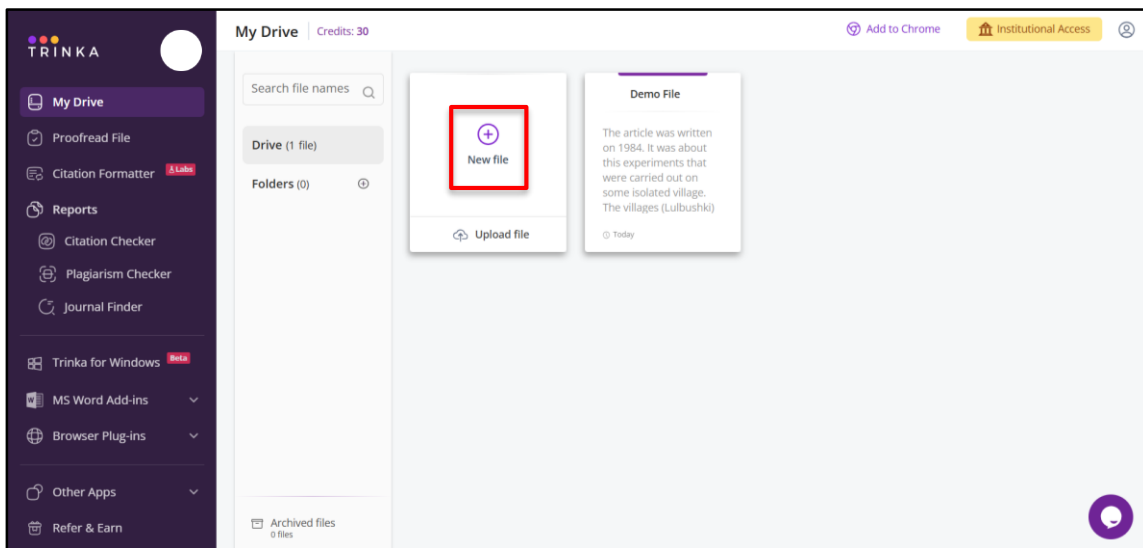 TRINKA
My Drive
Proofread File
Citation Formatter Labs
Reports
Citation Checker
Plagiarism Checker
Journal Finder
Trinka for Windows Beta
MS Word Add-ins
Browser Plug-ins
Other Apps
Refer & Earn
My Drive Credits: 30
Add to Chrome
Institutional Access
Search file names
Drive (1 file)
Folders (0)
Archived files
0 files
New file
Upload file
Demo File
The article was written
on 1984. It was about
this experiments that
were carried out on
some isolated village.
The villages (Lulbushki)
Today